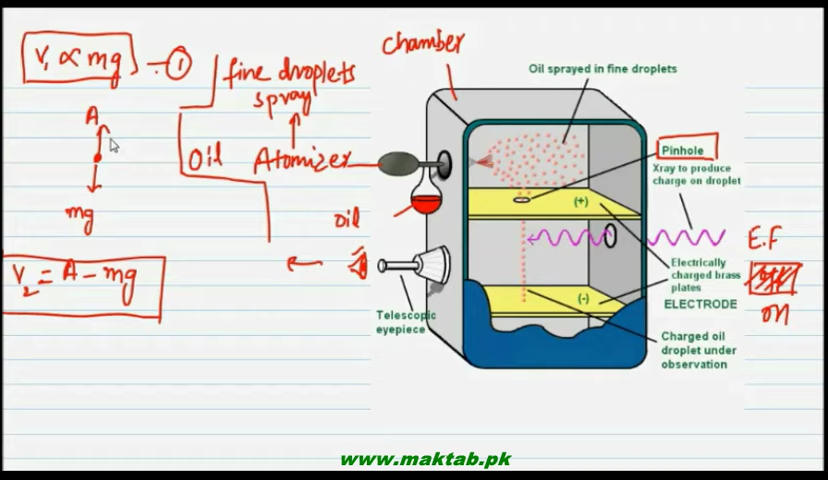 V₁ ∝ mg —①
fine droplets
spray
A
Oil
Atomizer
mg
V₂ = A – mg
chamber
oil
Oil sprayed in fine droplets
Pinhole
Xray to produce
charge on droplet
(+)
E.F
Electrically
charged brass
plates
(-)
ELECTRODE
on
Telescopic
eyepiece
Charged oil
droplet under
observation
www.maktab.pk